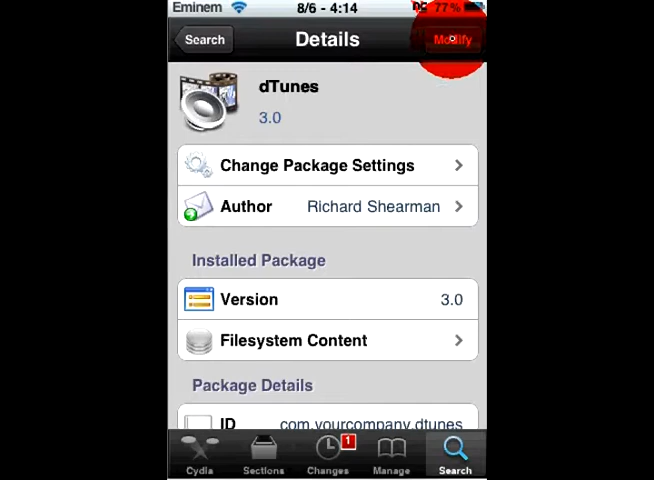 Eminem 8/6 - 4:14 77%
Search Details Modify
dTunes
3.0
Change Package Settings
Author Richard Shearman
Installed Package
Version 3.0
Filesystem Content
Package Details
ID com.yourcompany.dtunes
1
Cydia Sections Changes Manage Search